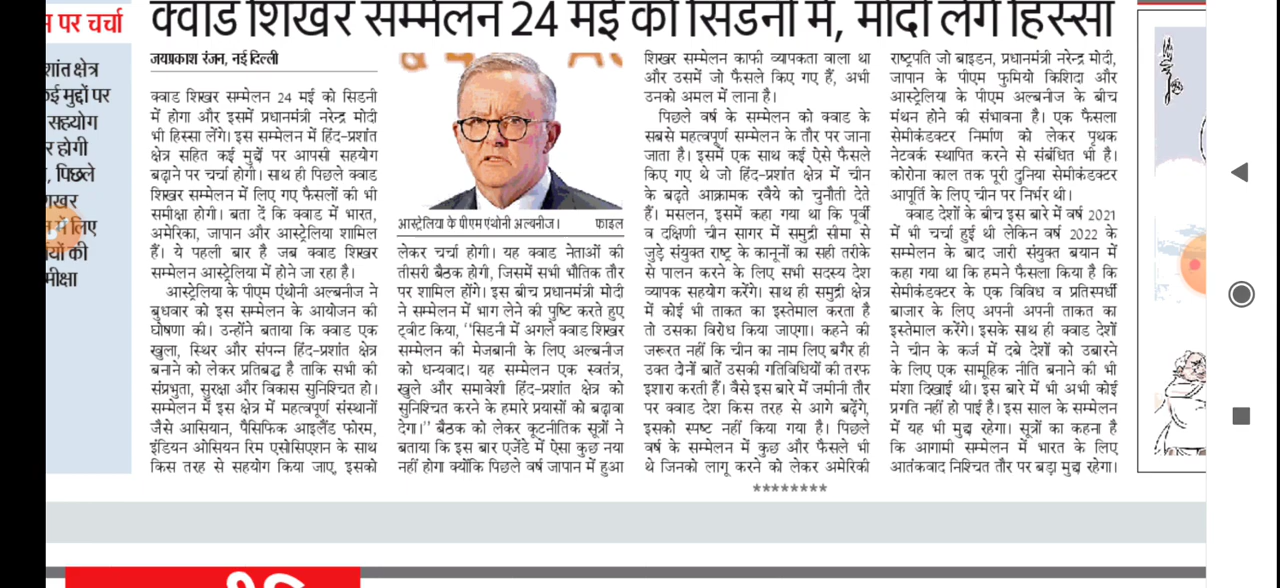 न पर चर्चा
शांत क्षेत्र
कई मुद्दों पर
सहयोग
र होगी
, पिछले
शखर
में लिए
की
मीक्षा
क्वाड शिखर सम्मेलन 24 मई को सिडनी में, मोदी लेंगे हिस्सा
जयप्रकाश रंजन, नई दिल्ली
क्वाड शिखर सम्मेलन 24 मई को सिडनी
में होगा और इसमें प्रधानमंत्री नरेन्द्र मोदी
भी हिस्सा लेंगे। इस सम्मेलन में हिंद-प्रशांत
क्षेत्र सहित कई मुद्दों पर आपसी सहयोग
बढ़ाने पर चर्चा होगी। साथ ही पिछले क्वाड
शिखर सम्मेलन में लिए गए फैसलों की भी
समीक्षा होगी। बता दें कि क्वाड में भारत,
अमेरिका, जापान और आस्ट्रेलिया शामिल
हैं। ये पहली बार है जब क्वाड शिखर
सम्मेलन आस्ट्रेलिया में होने जा रहा है।
आस्ट्रेलिया के पीएम एंथोनी अल्बनीज ने
बुधवार को इस सम्मेलन के आयोजन की
घोषणा की। उन्होंने बताया कि क्वाड एक
खुला, स्थिर और संपन्न हिंद-प्रशांत क्षेत्र
बनाने को लेकर प्रतिबद्ध है ताकि सभी की
संप्रभुता, सुरक्षा और विकास सुनिश्चित हो।
सम्मेलन में इस क्षेत्र में महत्वपूर्ण संस्थानों
जैसे आसियान, पैसिफिक आइलैंड फोरम,
इंडियन ओसियन रिम एसोसिएशन के साथ
किस तरह से सहयोग किया जाए, इसको
आस्ट्रेलिया के पीएम एंथोनी अल्बनीज। फाइल
लेकर चर्चा होगी। यह क्वाड नेताओं की
तीसरी बैठक होगी, जिसमें सभी भौतिक तौर
पर शामिल होंगे। इस बीच प्रधानमंत्री मोदी
ने सम्मेलन में भाग लेने की पुष्टि करते हुए
ट्वीट किया, ‘‘सिडनी में अगले क्वाड शिखर
सम्मेलन की मेजबानी के लिए अल्बनीज
को धन्यवाद। यह सम्मेलन एक स्वतंत्र,
खुले और समावेशी हिंद-प्रशांत क्षेत्र को
सुनिश्चित करने के हमारे प्रयासों को बढ़ावा
देगा।’’ बैठक को लेकर कूटनीतिक सूत्रों ने
बताया कि इस बार एजेंडे में ऐसा कुछ नया
नहीं होगा क्योंकि पिछले वर्ष जापान में हुआ
शिखर सम्मेलन काफी व्यापकता वाला था
और उसमें जो फैसले किए गए हैं, अभी
उनको अमल में लाना है।
पिछले वर्ष के सम्मेलन को क्वाड के
सबसे महत्वपूर्ण सम्मेलन के तौर पर जाना
जाता है। इसमें एक साथ कई ऐसे फैसले
किए गए थे जो हिंद-प्रशांत क्षेत्र में चीन
के बढ़ते आक्रामक रवैये को चुनौती देते
हैं। मसलन, इसमें कहा गया था कि पूर्वी
व दक्षिणी चीन सागर में समुद्री सीमा से
जुड़े संयुक्त राष्ट्र के कानूनों का सही तरीके
से पालन करने के लिए सभी सदस्य देश
व्यापक सहयोग करेंगे। साथ ही समुद्री क्षेत्र
में कोई भी ताकत का इस्तेमाल करता है
तो उसका विरोध किया जाएगा। कहने की
जरूरत नहीं कि चीन का नाम लिए बगैर ही
उक्त दोनों बातें उसकी गतिविधियों की तरफ
इशारा करती हैं। वैसे इस बारे में जमीनी तौर
पर क्वाड देश किस तरह से आगे बढ़ेंगे,
इसको स्पष्ट नहीं किया गया है। पिछले
वर्ष के सम्मेलन में कुछ और फैसले भी
थे जिनको लागू करने को लेकर अमेरिकी
राष्ट्रपति जो बाइडन, प्रधानमंत्री नरेन्द्र मोदी,
जापान के पीएम फुमियो किशिदा और
आस्ट्रेलिया के पीएम अल्बनीज के बीच
मंथन होने की संभावना है। एक फैसला
सेमीकंडक्टर निर्माण को लेकर पृथक
नेटवर्क स्थापित करने से संबंधित भी है।
कोरोना काल तक पूरी दुनिया सेमीकंडक्टर
आपूर्ति के लिए चीन पर निर्भर थी।
क्वाड देशों के बीच इस बारे में वर्ष 2021
में भी चर्चा हुई थी लेकिन वर्ष 2022 के
सम्मेलन के बाद जारी संयुक्त बयान में
कहा गया था कि हमने फैसला किया है कि
सेमीकंडक्टर के एक विविध व प्रतिस्पर्धी
बाजार के लिए अपनी अपनी ताकत का
इस्तेमाल करेंगे। इसके साथ ही क्वाड देशों
ने चीन के कर्ज में दबे देशों को उबारने
के लिए एक सामूहिक नीति बनाने की भी
मंशा दिखाई थी। इस बारे में भी अभी कोई
प्रगति नहीं हो पाई है। इस साल के सम्मेलन
में यह भी मुद्दा रहेगा। सूत्रों का कहना है
कि आगामी सम्मेलन में भारत के लिए
आतंकवाद निश्चित तौर पर बड़ा मुद्दा रहेगा।
********